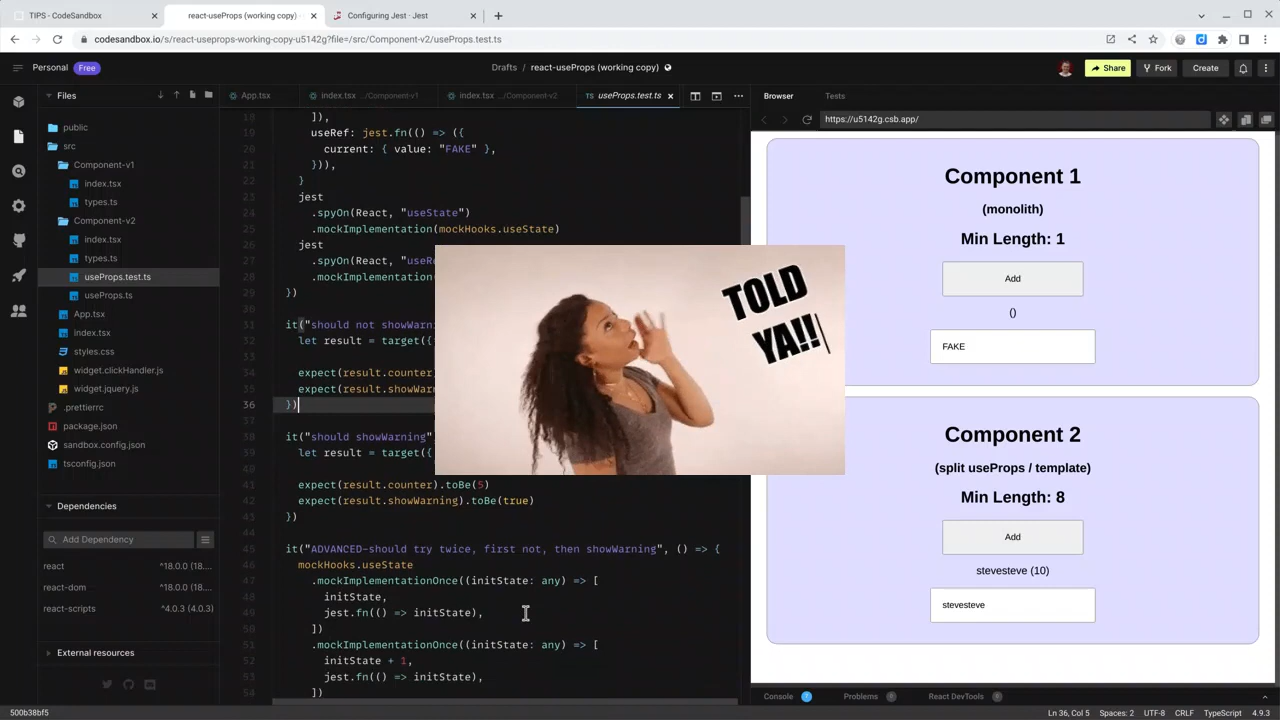 TIPS - CodeSandbox
react-useProps (working copy)
Configuring Jest · Jest
codesandbox.io/s/react-useprops-working-copy-u5142g?file=/src/Component-v2/useProps.test.ts
Personal Free
Drafts / react-useProps (working copy)
Share
Fork
Create
Files
public
src
Component-v1
index.tsx
types.ts
Component-v2
index.tsx
types.ts
useProps.test.ts
useProps.ts
App.tsx
index.tsx
styles.css
widget.clickHandler.js
widget.jquery.js
.prettierrc
package.json
sandbox.config.json
tsconfig.json
Dependencies
Add Dependency
react ^18.0.0 (18....
react-dom ^18.0.0 (18....
react-scripts ^4.0.3 (4.0.3)
External resources
App.tsx
index.tsx .../Component-v1
index.tsx .../Component-v2
TS useProps.test.ts
18 ]),
19 useRef: jest.fn(() => ({
20 current: { value: "FAKE" },
21 })),
22 }
23 jest
24 .spyOn(React, "useState")
25 .mockImplementation(mockHooks.useState)
26 jest
27 .spyOn(React, "useR
28 .mockImplementation(
29 })
30
31 it("should not showWarni
32 let result = target({
33
34 expect(result.counter)
35 expect(result.showWarn
36 })
37
38 it("should showWarning"
39 let result = target({
40
41 expect(result.counter).toBe(5)
42 expect(result.showWarning).toBe(true)
43 })
44
45 it("ADVANCED-should try twice, first not, then showWarning", () => {
46 mockHooks.useState
47 .mockImplementationOnce((initState: any) => [
48 initState,
49 jest.fn(() => initState),
50 ])
51 .mockImplementationOnce((initState: any) => [
52 initState + 1,
53 jest.fn(() => initState),
54 ])
TOLD
YA!!
Browser
Tests
https://u5142g.csb.app/
Component 1
(monolith)
Min Length: 1
Add
()
FAKE
Component 2
(split useProps / template)
Min Length: 8
Add
stevesteve (10)
stevesteve
Console 7
Problems 0
React DevTools 0
500b38bf5
Ln 36, Col 5 Spaces: 2 UTF-8 CRLF TypeScript 4.9.3